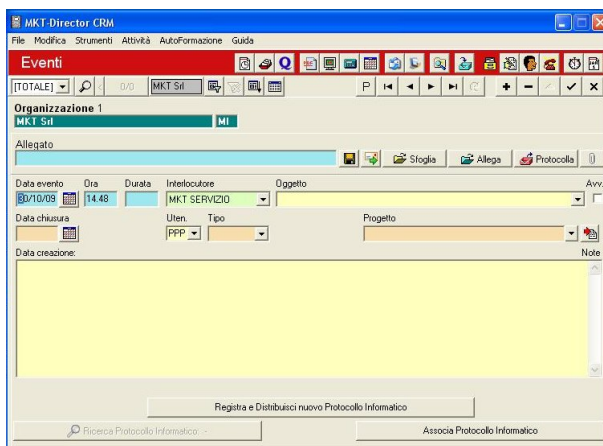 MKT-Director CRM
File Modifica Strumenti Attività AutoFormazione Guida
Eventi
[TOTALE] 0/0 MKT Srl P
Organizzazione 1
MKT Srl MI
Allegato
Sfoglia Allega Protocolla
Data evento Ora Durata Interlocutore Oggetto Avv.
30/10/09 14.48 MKT SERVIZIO
Data chiusura Uten. Tipo Progetto
PPP
Data creazione: Note
Registra e Distribuisci nuovo Protocollo Informatico
Ricerca Protocollo Informatico: - Associa Protocollo Informatico